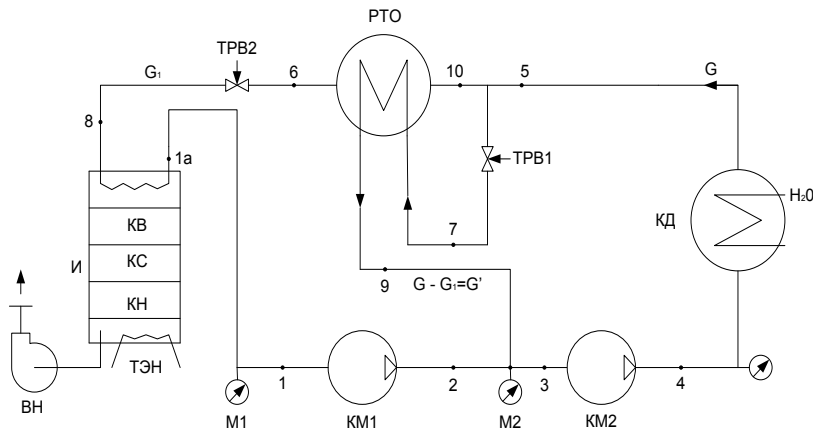 РТО
ТРВ2
G₁
6
10
5
G
8
1а
ТРВ1
КВ
H₂0
КД
И
КС
7
КН
9
G - G₁=G’
ТЭН
ВН
1
2
3
4
М1
КМ1
М2
КМ2